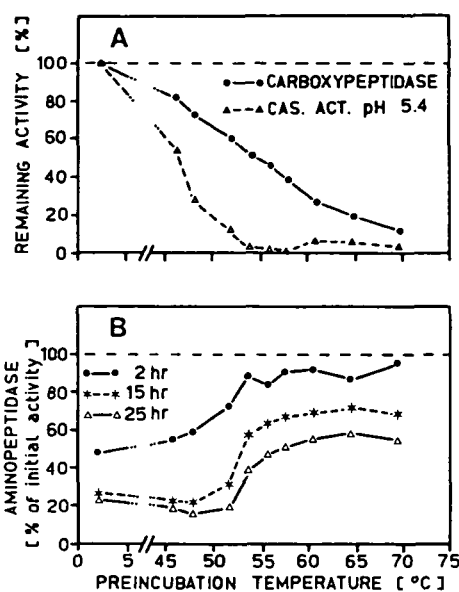 REMAINING ACTIVITY [%]
A
100
80
60
40
20
0
CARBOXYPEPTIDASE
CAS. ACT. pH 5.4
AMINOPEPTIDASE
[% of initial activity]
B
100
80
60
40
20
0
2 hr
15 hr
25 hr
0 5 45 50 55 60 65 70 75
PREINCUBATION TEMPERATURE [°C]